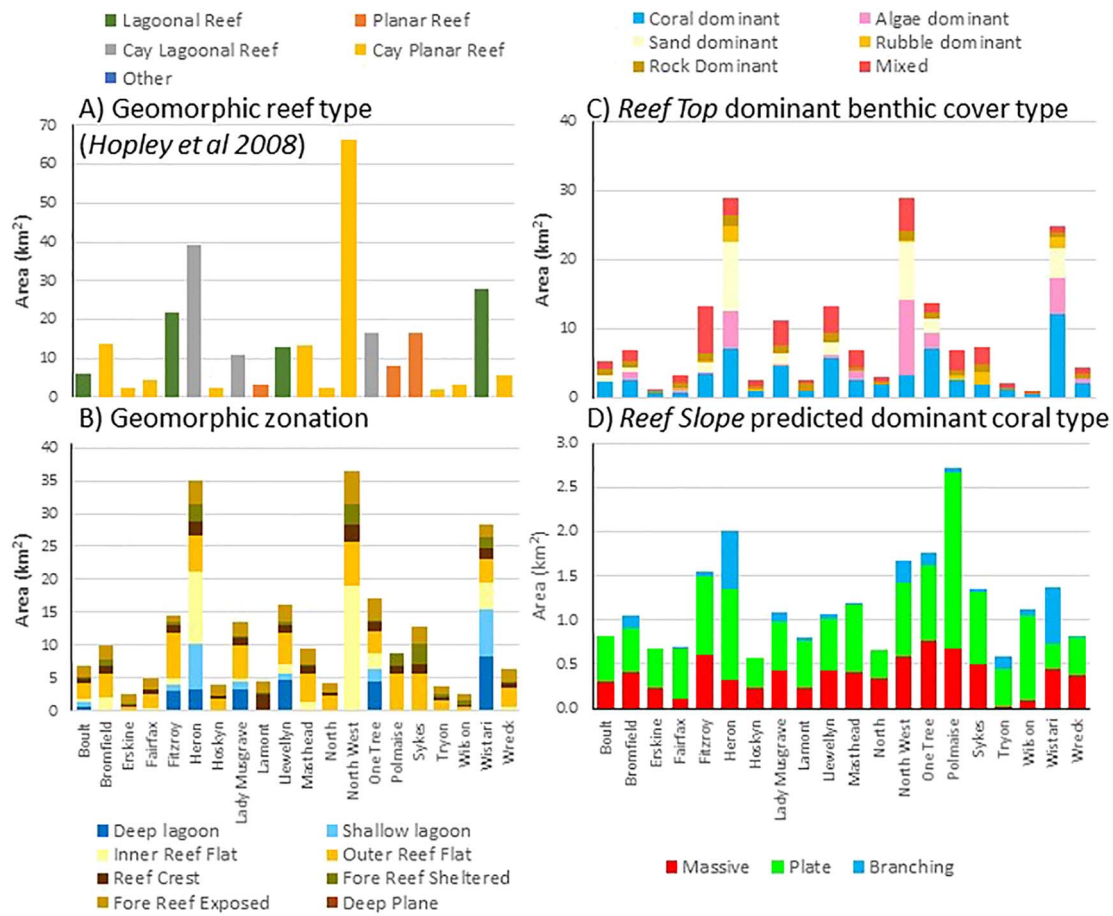 Lagoonal Reef
Planar Reef
Cay Lagoonal Reef
Cay Planar Reef
Other
A) Geomorphic reef type
(Hopley et al 2008)
70
60
50
40
30
20
10
0
Area (km²)
B) Geomorphic zonation
40
35
30
25
20
15
10
5
0
Area (km²)
Boult
Bromfield
Erskine
Fairfax
Fitzroy
Heron
Hoskyn
Lady Musgrave
Lamont
Llewellyn
Masthead
North
North West
One Tree
Polmaise
Sykes
Tryon
Wilson
Wistari
Wreck
Deep lagoon
Shallow lagoon
Inner Reef Flat
Outer Reef Flat
Reef Crest
Fore Reef Sheltered
Fore Reef Exposed
Deep Plane
Coral dominant
Algae dominant
Sand dominant
Rubble dominant
Rock Dominant
Mixed
C) Reef Top dominant benthic cover type
40
30
20
10
0
Area (km²)
D) Reef Slope predicted dominant coral type
3.0
2.5
2.0
1.5
1.0
0.5
0.0
Area (km²)
Boult
Bromfield
Erskine
Fairfax
Fitzroy
Heron
Hoskyn
Lady Musgrave
Lamont
Llewellyn
Masthead
North
North West
One Tree
Polmaise
Sykes
Tryon
Wilson
Wistari
Wreck
Massive
Plate
Branching